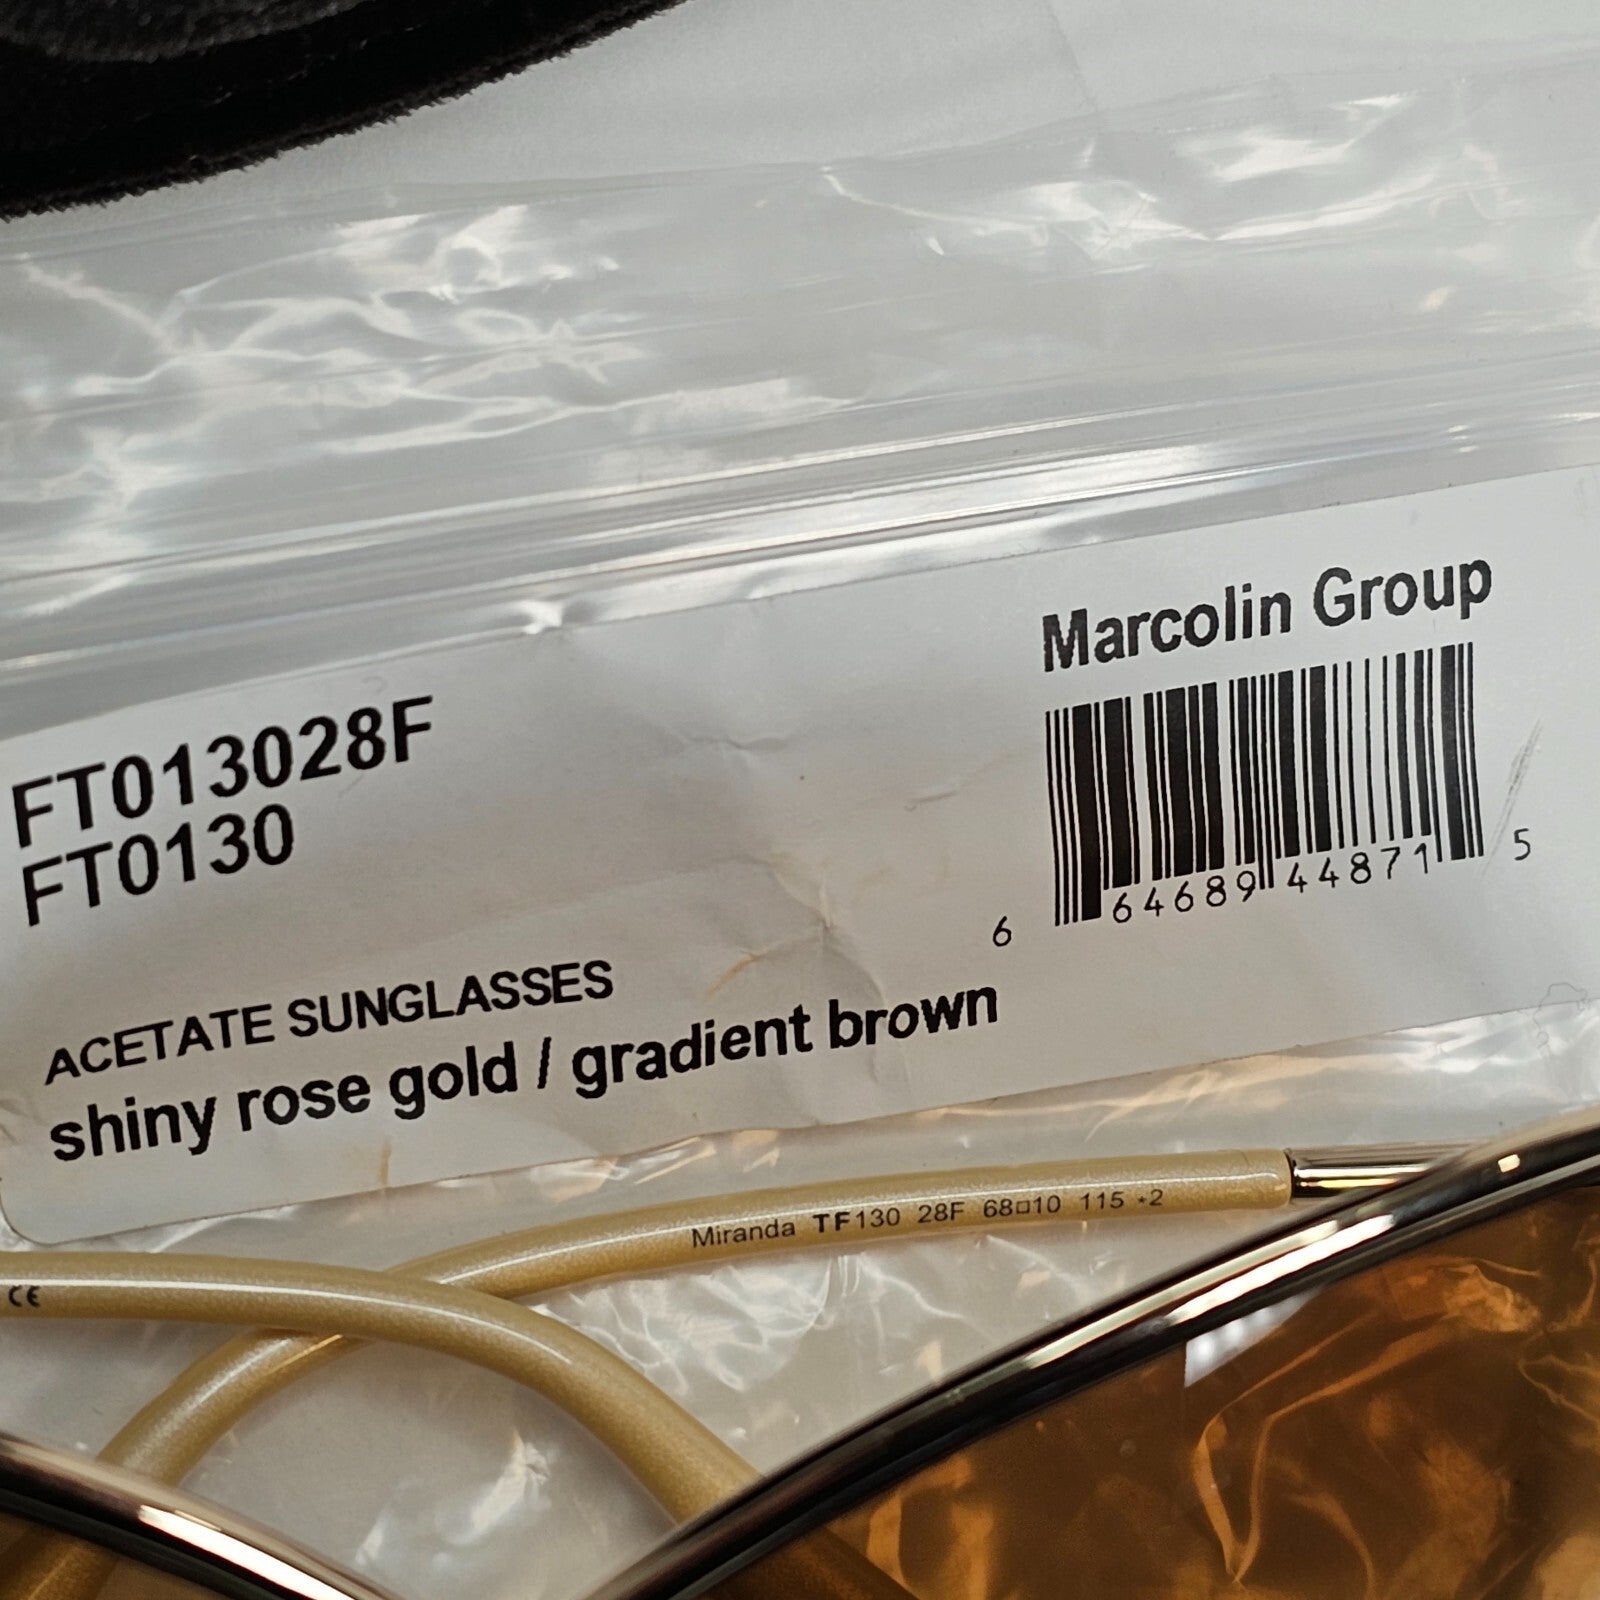 Marcolin Group
FT013028F
FT0130
6 64689 44871 5
ACETATE SUNGLASSES
shiny rose gold / gradient brown
Miranda TF130 28F 68□10 115 *2
CE